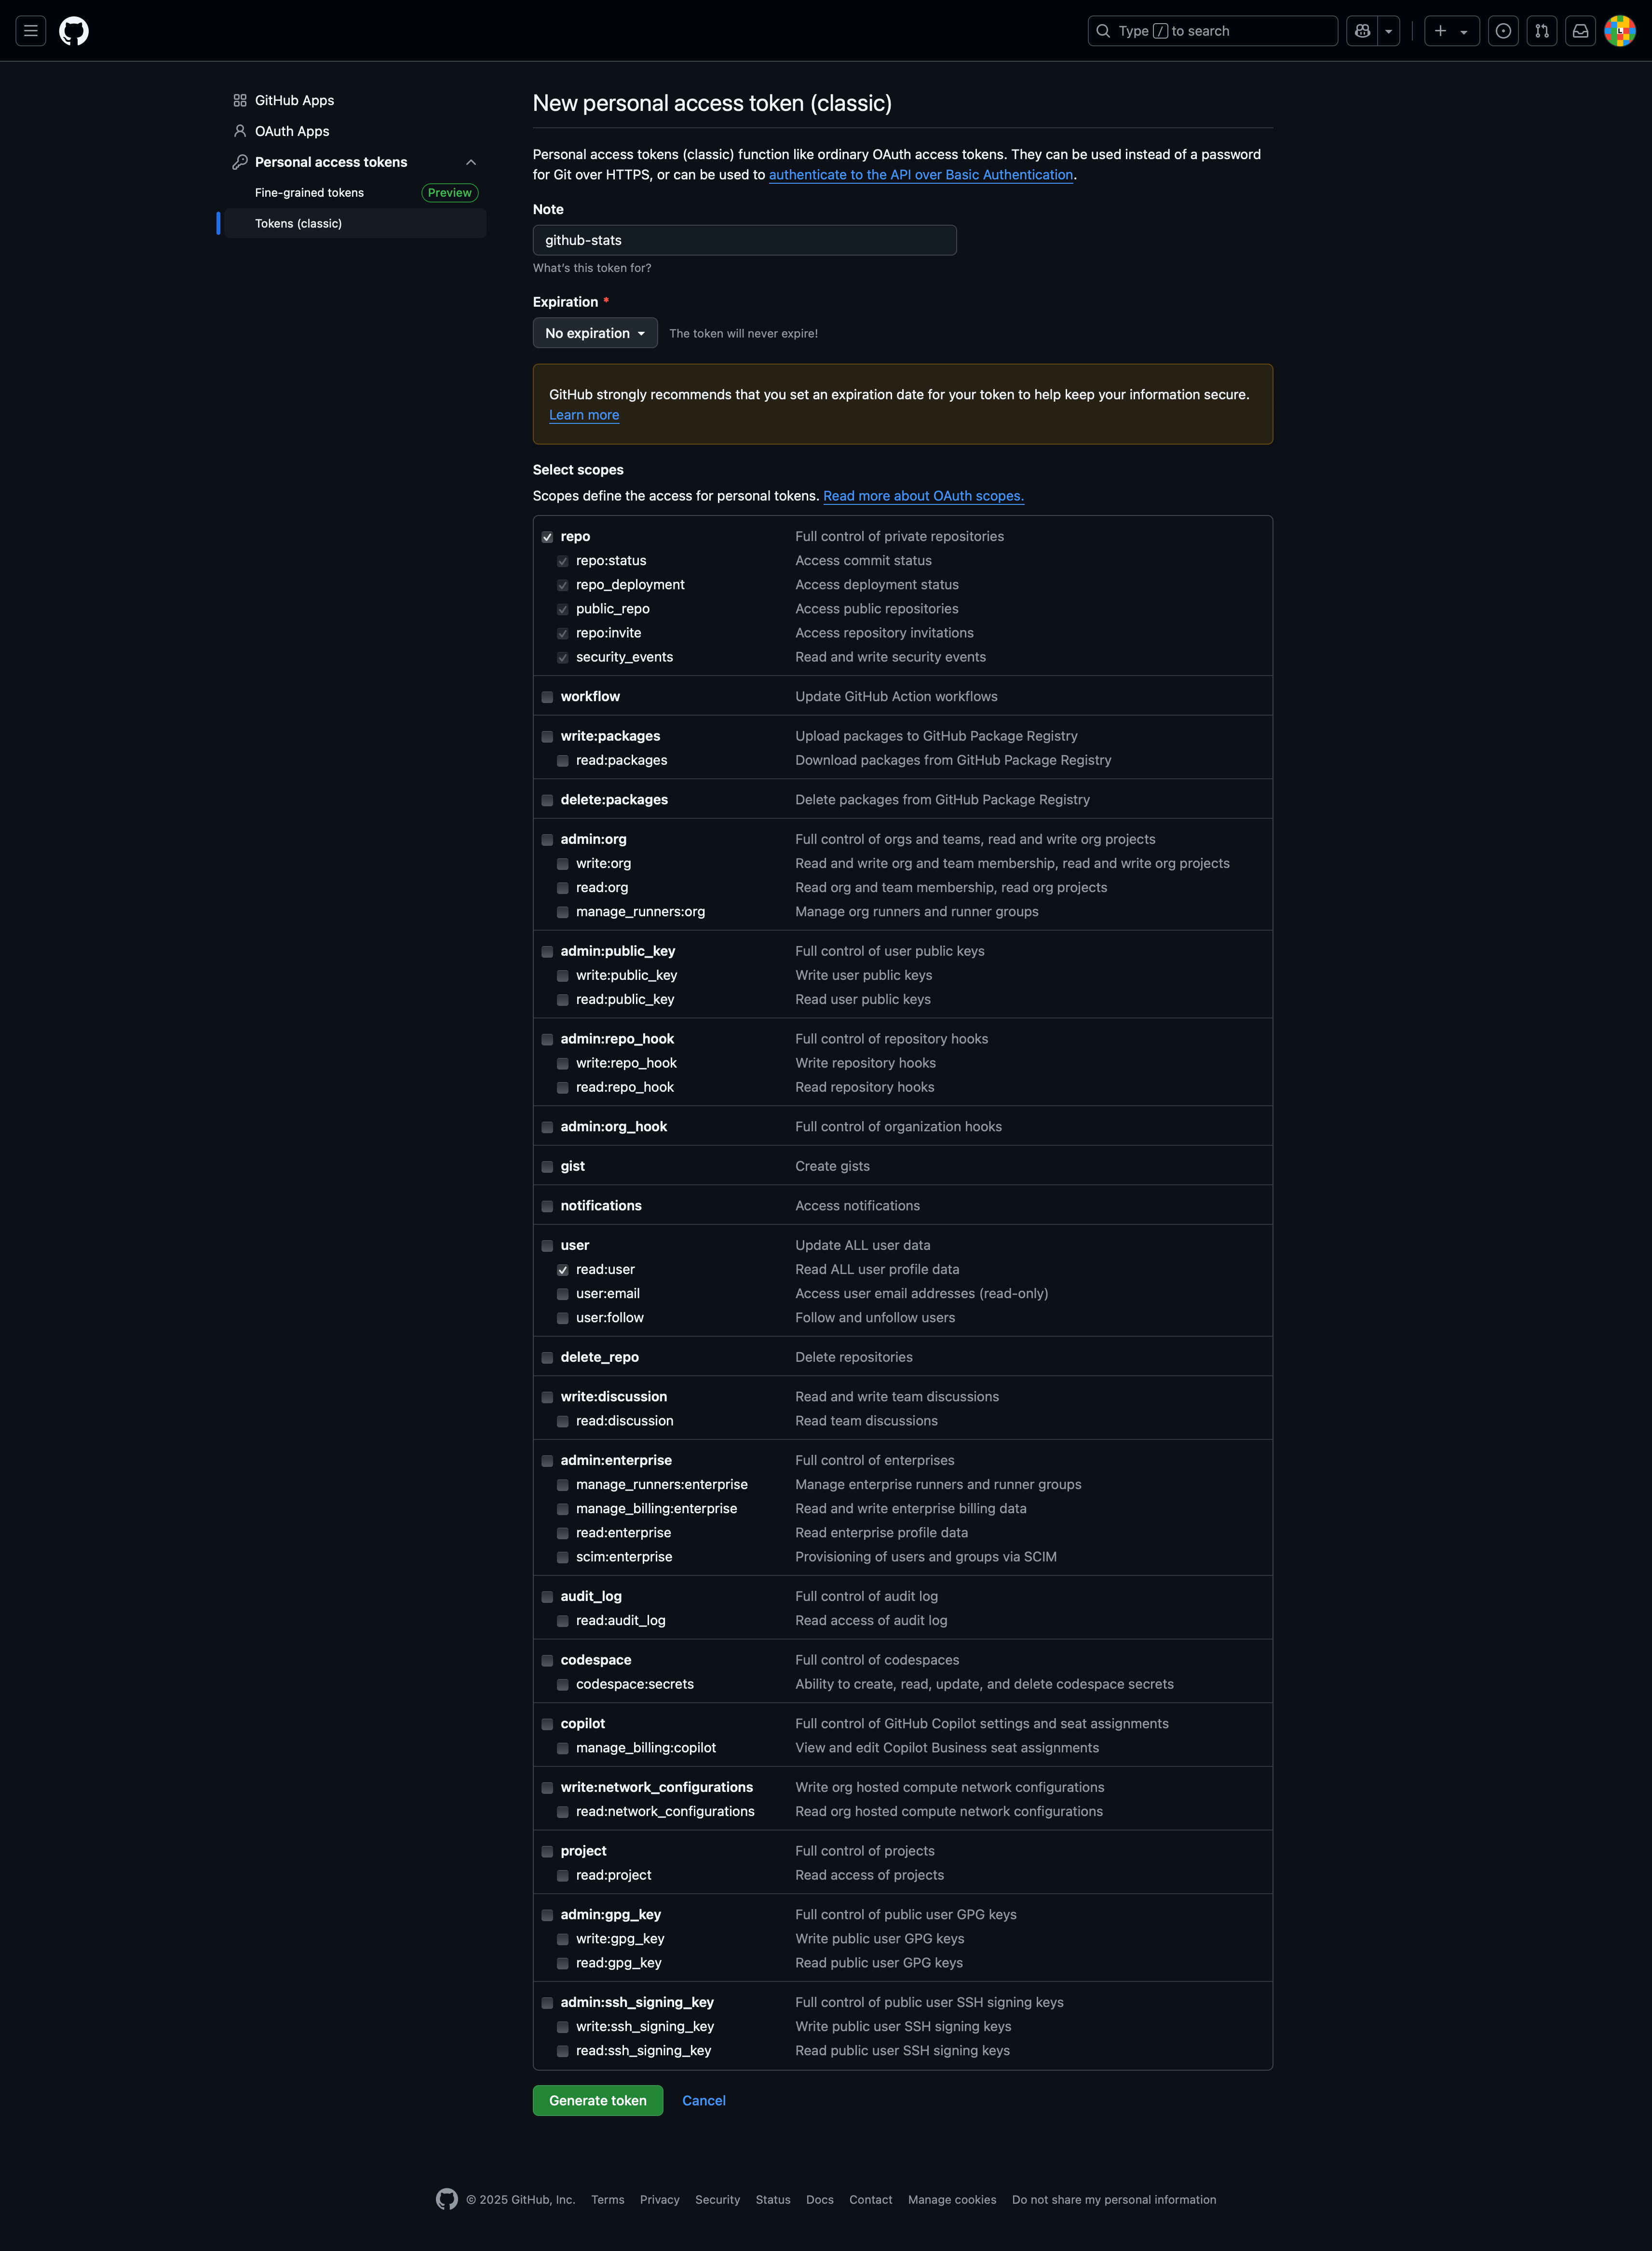 Type / to search
GitHub Apps
OAuth Apps
Personal access tokens
Fine-grained tokens Preview
Tokens (classic)
New personal access token (classic)
Personal access tokens (classic) function like ordinary OAuth access tokens. They can be used instead of a password
for Git over HTTPS, or can be used to authenticate to the API over Basic Authentication.
Note
github-stats
What's this token for?
Expiration *
No expiration The token will never expire!
GitHub strongly recommends that you set an expiration date for your token to help keep your information secure.
Learn more
Select scopes
Scopes define the access for personal tokens. Read more about OAuth scopes.
repo Full control of private repositories
repo:status Access commit status
repo_deployment Access deployment status
public_repo Access public repositories
repo:invite Access repository invitations
security_events Read and write security events
workflow Update GitHub Action workflows
write:packages Upload packages to GitHub Package Registry
read:packages Download packages from GitHub Package Registry
delete:packages Delete packages from GitHub Package Registry
admin:org Full control of orgs and teams, read and write org projects
write:org Read and write org and team membership, read and write org projects
read:org Read org and team membership, read org projects
manage_runners:org Manage org runners and runner groups
admin:public_key Full control of user public keys
write:public_key Write user public keys
read:public_key Read user public keys
admin:repo_hook Full control of repository hooks
write:repo_hook Write repository hooks
read:repo_hook Read repository hooks
admin:org_hook Full control of organization hooks
gist Create gists
notifications Access notifications
user Update ALL user data
read:user Read ALL user profile data
user:email Access user email addresses (read-only)
user:follow Follow and unfollow users
delete_repo Delete repositories
write:discussion Read and write team discussions
read:discussion Read team discussions
admin:enterprise Full control of enterprises
manage_runners:enterprise Manage enterprise runners and runner groups
manage_billing:enterprise Read and write enterprise billing data
read:enterprise Read enterprise profile data
scim:enterprise Provisioning of users and groups via SCIM
audit_log Full control of audit log
read:audit_log Read access of audit log
codespace Full control of codespaces
codespace:secrets Ability to create, read, update, and delete codespace secrets
copilot Full control of GitHub Copilot settings and seat assignments
manage_billing:copilot View and edit Copilot Business seat assignments
write:network_configurations Write org hosted compute network configurations
read:network_configurations Read org hosted compute network configurations
project Full control of projects
read:project Read access of projects
admin:gpg_key Full control of public user GPG keys
write:gpg_key Write public user GPG keys
read:gpg_key Read public user GPG keys
admin:ssh_signing_key Full control of public user SSH signing keys
write:ssh_signing_key Write public user SSH signing keys
read:ssh_signing_key Read public user SSH signing keys
Generate token Cancel
© 2025 GitHub, Inc. Terms Privacy Security Status Docs Contact Manage cookies Do not share my personal information